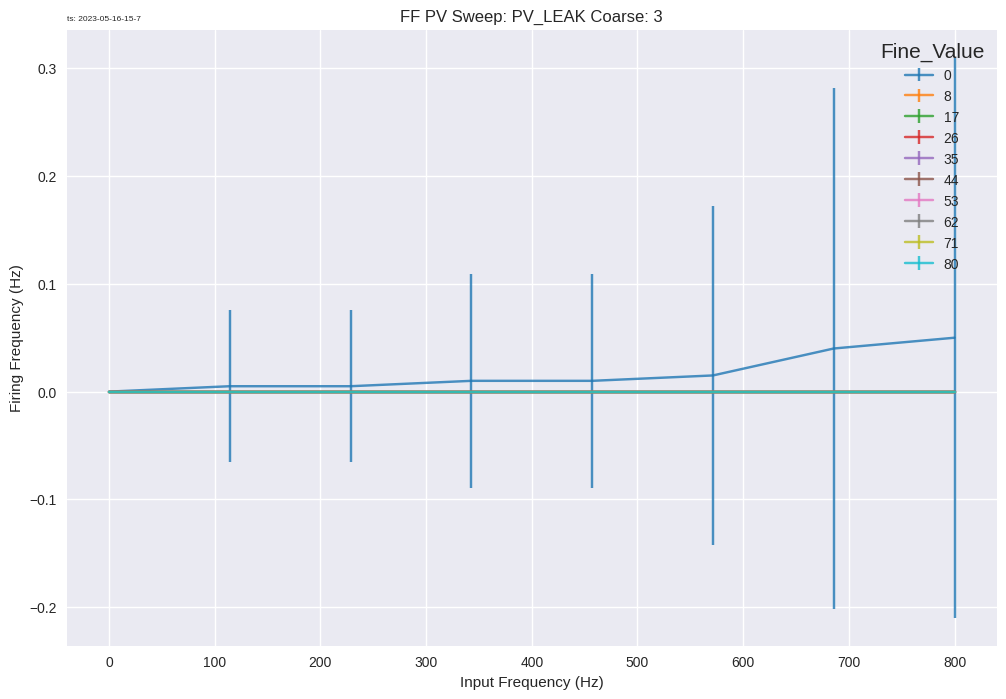 ts: 2023-05-16-15-7
FF PV Sweep: PV_LEAK Coarse: 3
Fine_Value
0
8
17
26
35
44
53
62
71
80
Firing Frequency (Hz)
0.3
0.2
0.1
0.0
−0.1
−0.2
0 100 200 300 400 500 600 700 800
Input Frequency (Hz)